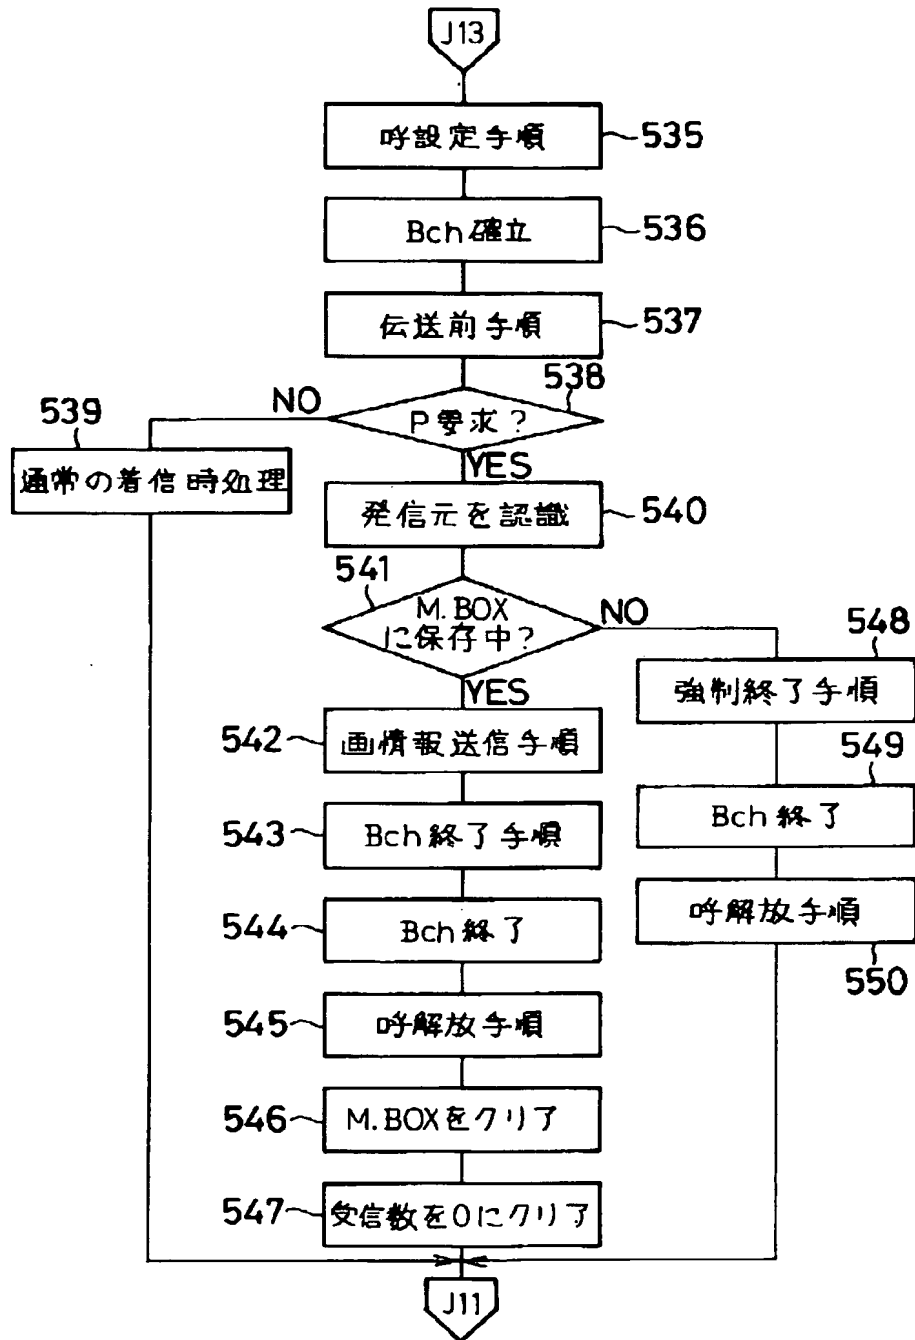 J13
呼設定手順
535
Bch確立
536
伝送前手順
537
538
P要求?
NO
YES
539
通常の着信時処理
発信元を認識
540
541
M.BOX
に保存中?
NO
YES
548
強制終了手順
542
画情報送信手順
549
Bch終了
543
Bch終了手順
544
Bch終了
呼解放手順
550
545
呼解放手順
546
M.BOXをクリア
547
受信数を0にクリア
J11